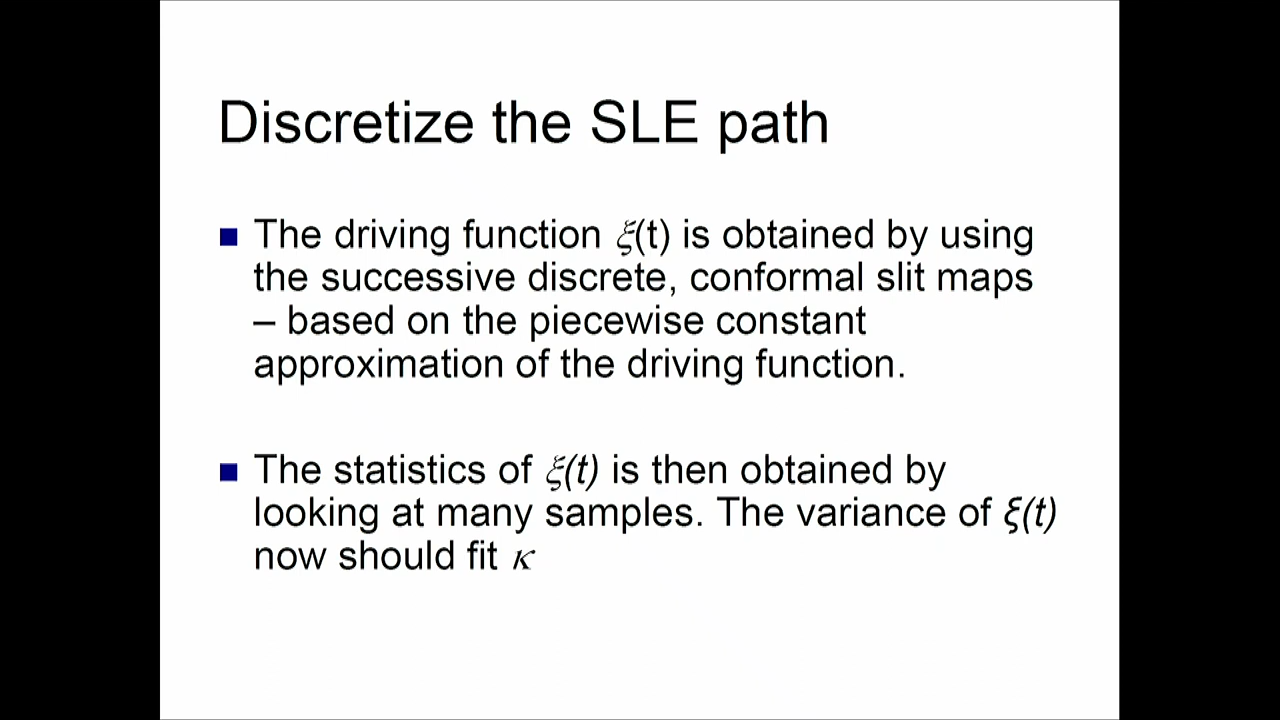 Discretize the SLE path
■ The driving function ξ(t) is obtained by using
the successive discrete, conformal slit maps
– based on the piecewise constant
approximation of the driving function.
■ The statistics of ξ(t) is then obtained by
looking at many samples. The variance of ξ(t)
now should fit κ